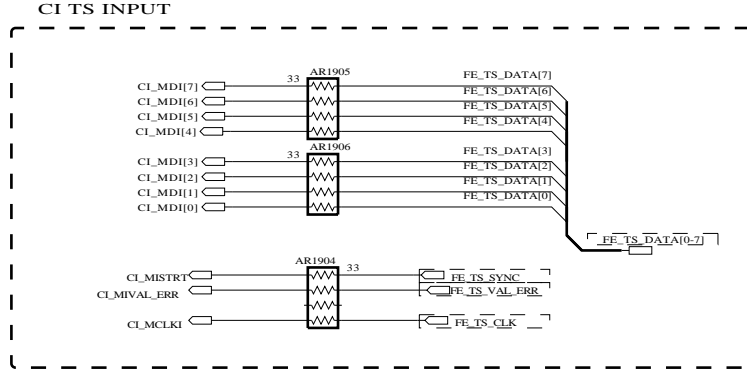 CI TS INPUT
33 AR1905 FE_TS_DATA[7]
CI_MDI[7] FE_TS_DATA[6]
CI_MDI[6] FE_TS_DATA[5]
CI_MDI[5] FE_TS_DATA[4]
CI_MDI[4]
33 AR1906 FE_TS_DATA[3]
CI_MDI[3] FE_TS_DATA[2]
CI_MDI[2] FE_TS_DATA[1]
CI_MDI[1] FE_TS_DATA[0]
CI_MDI[0]
FE_TS_DATA[0-7]
AR1904 33
CI_MISTRT FE_TS_SYNC
CI_MIVAL_ERR FE_TS_VAL_ERR
CI_MCLKI FE_TS_CLK